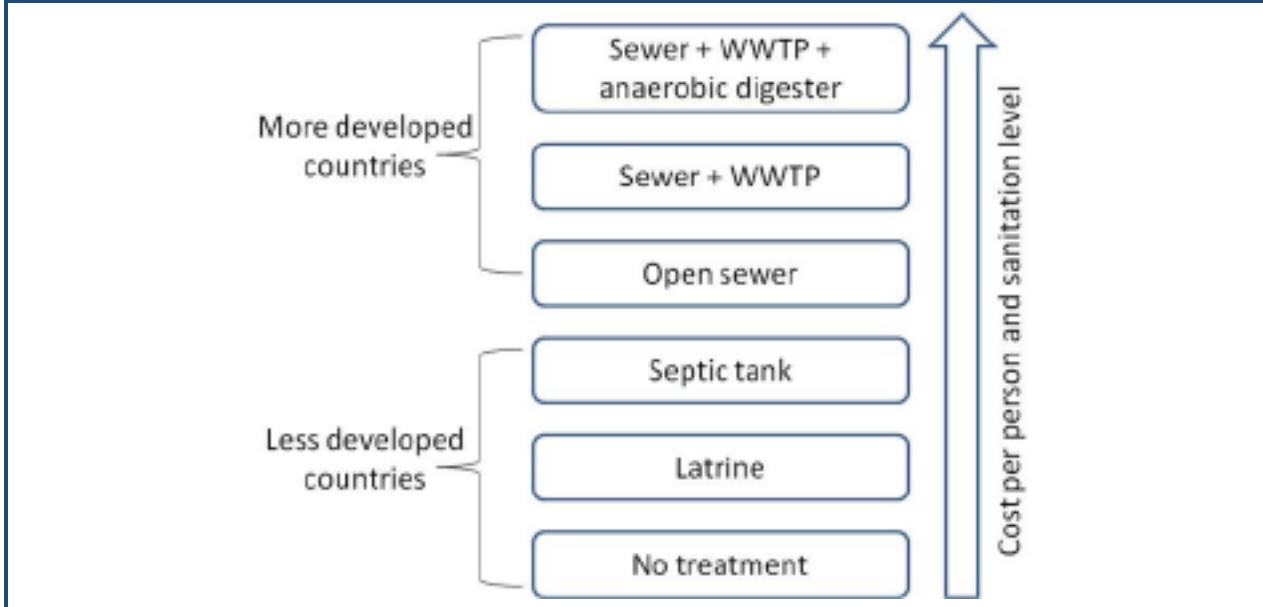 Sewer + WWTP +
anaerobic digester
More developed
countries
Sewer + WWTP
Open sewer
Septic tank
Less developed
countries
Latrine
No treatment
Cost per person and sanitation level